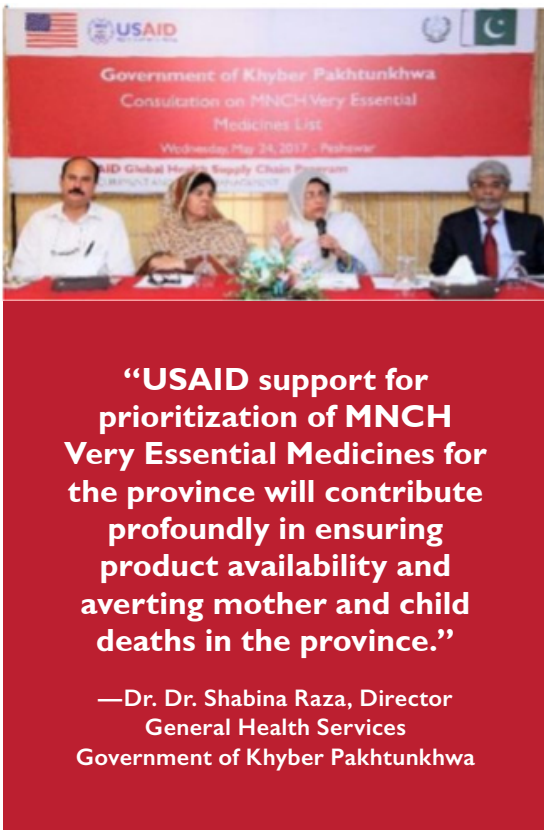 USAID
Government of Khyber Pakhtunkhwa
Consultation on MNCH Very Essential
Medicines List
Wednesday, May 24, 2017 . Peshawar
AID Global Health Supply Chain Program
“USAID support for
prioritization of MNCH
Very Essential Medicines for
the province will contribute
profoundly in ensuring
product availability and
averting mother and child
deaths in the province.”
—Dr. Dr. Shabina Raza, Director
General Health Services
Government of Khyber Pakhtunkhwa